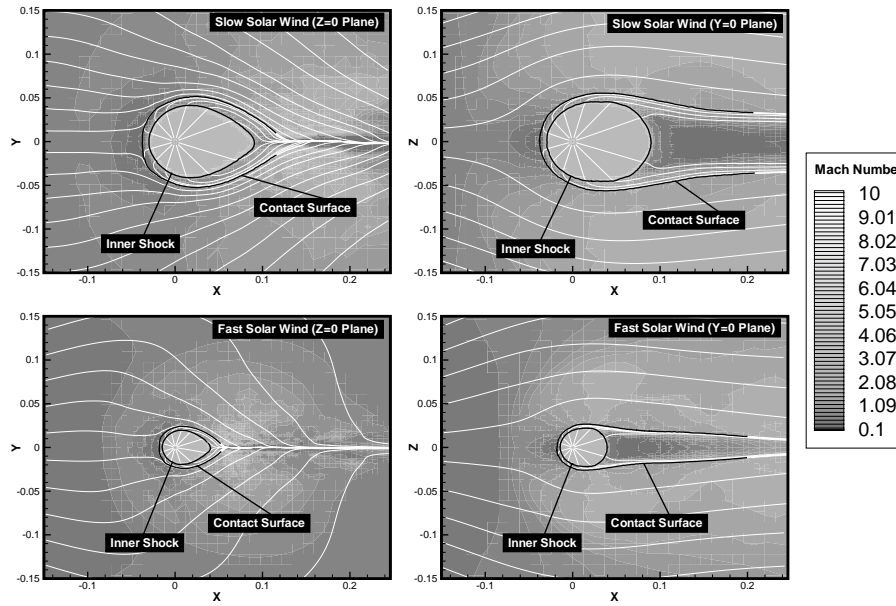 Slow Solar Wind (Z=0 Plane)
0.15
0.1
0.05
0
-0.05
-0.1
-0.15
Y
-0.1
0
0.1
0.2
X
Inner Shock
Contact Surface
Slow Solar Wind (Y=0 Plane)
0.15
0.1
0.05
0
-0.05
-0.1
-0.15
Z
-0.1
0
0.1
0.2
X
Inner Shock
Contact Surface
Fast Solar Wind (Z=0 Plane)
0.15
0.1
0.05
0
-0.05
-0.1
-0.15
Y
-0.1
0
0.1
0.2
X
Inner Shock
Contact Surface
Fast Solar Wind (Y=0 Plane)
0.15
0.1
0.05
0
-0.05
-0.1
-0.15
Z
-0.1
0
0.1
0.2
X
Inner Shock
Contact Surface
Mach Numbe
10
9.01
8.02
7.03
6.04
5.05
4.06
3.07
2.08
1.09
0.1